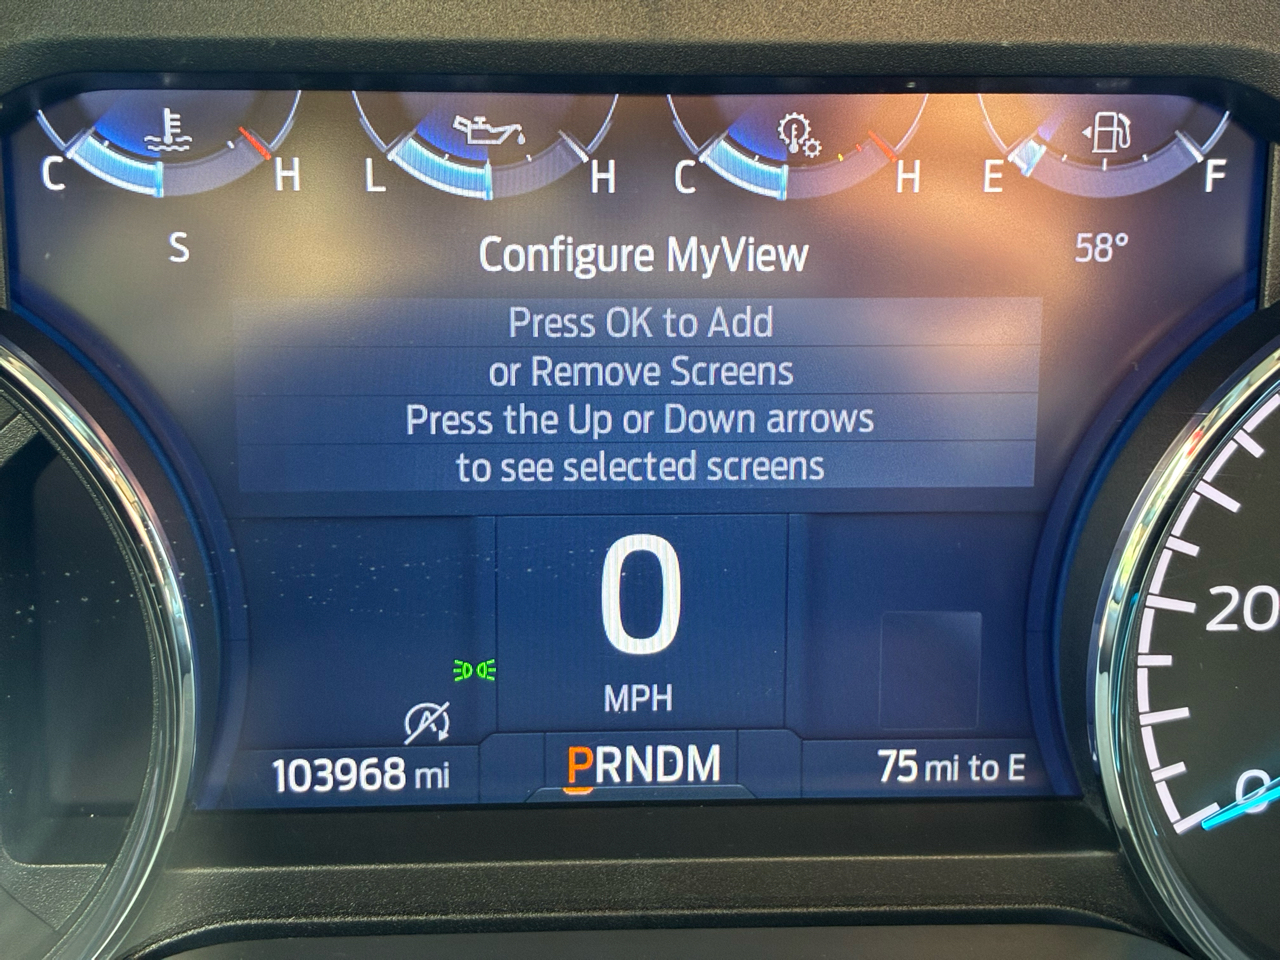 C H L H C H E F
S
58°
Configure MyView
Press OK to Add
or Remove Screens
Press the Up or Down arrows
to see selected screens
0
MPH
A
103968 mi
PRNDM
75 mi to E
20
0